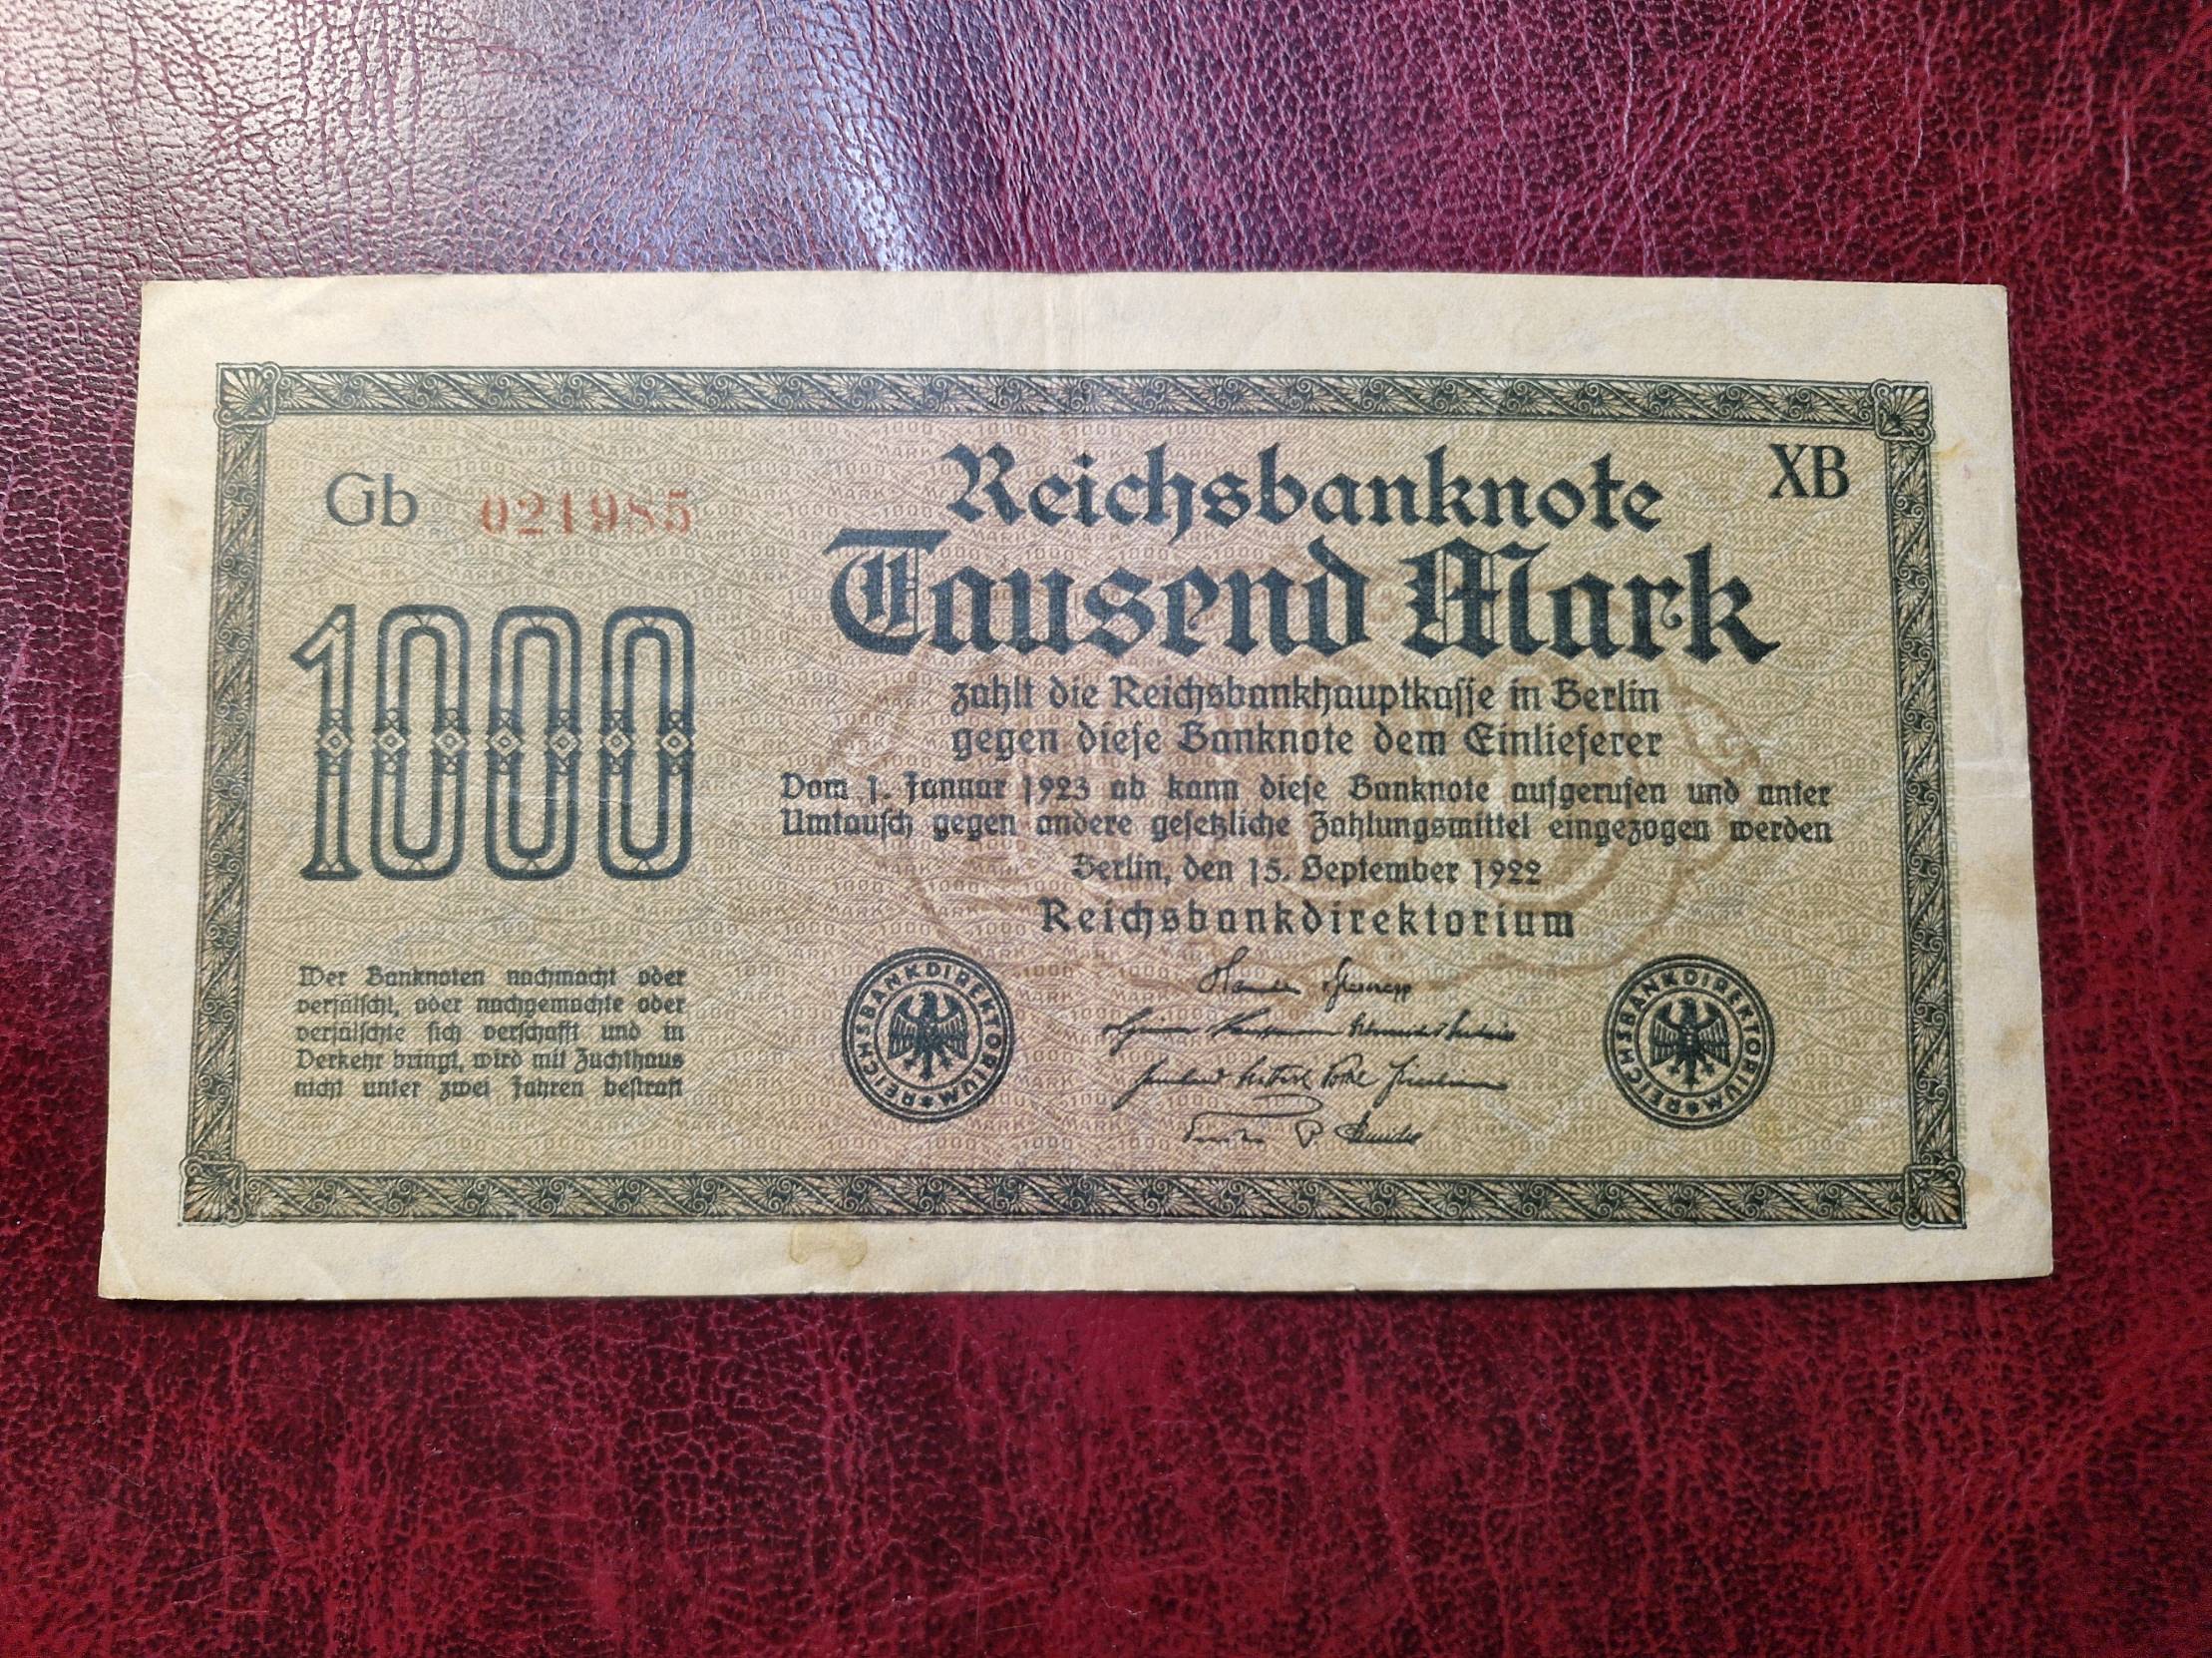 Gb 021985
Reichsbanknote
XB
Tausend Mark
1000
zahlt die Reichsbankhauptkasse in Berlin
gegen diese Banknote dem Einlieferer
Vom 1. Januar 1923 ab kann diese Banknote aufgerufen und unter
Umtausch gegen andere gesetzliche Zahlungsmittel eingezogen werden
Berlin, den 15. September 1922
Reichsbankdirektorium
Wer Banknoten nachmacht oder
verfälscht, oder nachgemachte oder
verfälschte sich verschafft und in
Verkehr bringt, wird mit Zuchthaus
nicht unter zwei Jahren bestraft
REICHSBANKDIREKTORIUM
REICHSBANKDIREKTORIUM